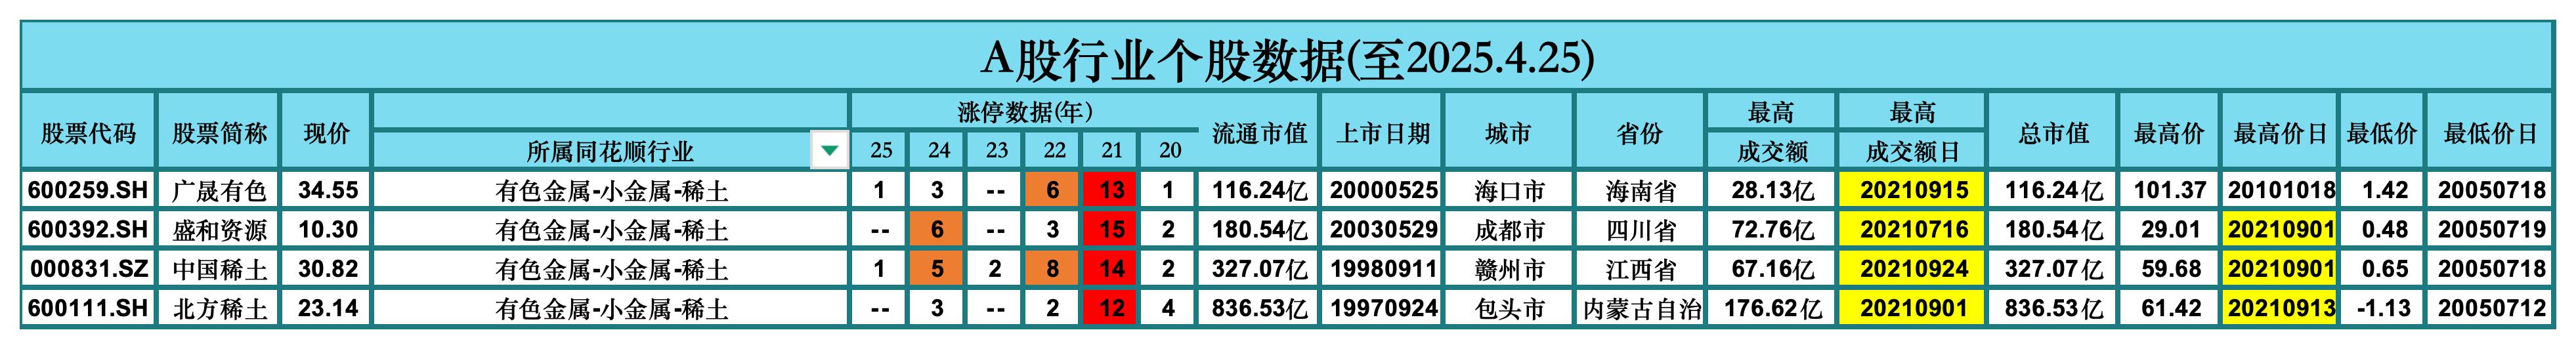 A股行业个股数据(至2025.4.25)
股票代码 股票简称 现价 所属同花顺行业 涨停数据(年) 流通市值 上市日期 城市 省份 最高 最高 总市值 最高价 最高价日 最低价 最低价日
25 24 23 22 21 20 成交额 成交额日
600259.SH 广晟有色 34.55 有色金属-小金属-稀土 1 3 -- 6 13 1 116.24亿 20000525 海口市 海南省 28.13亿 20210915 116.24亿 101.37 20101018 1.42 20050718
600392.SH 盛和资源 10.30 有色金属-小金属-稀土 -- 6 -- 3 15 2 180.54亿 20030529 成都市 四川省 72.76亿 20210716 180.54亿 29.01 20210901 0.48 20050719
000831.SZ 中国稀土 30.82 有色金属-小金属-稀土 1 5 2 8 14 2 327.07亿 19980911 赣州市 江西省 67.16亿 20210924 327.07亿 59.68 20210901 0.65 20050718
600111.SH 北方稀土 23.14 有色金属-小金属-稀土 -- 3 -- 2 12 4 836.53亿 19970924 包头市 内蒙古自治 176.62亿 20210901 836.53亿 61.42 20210913 -1.13 20050712